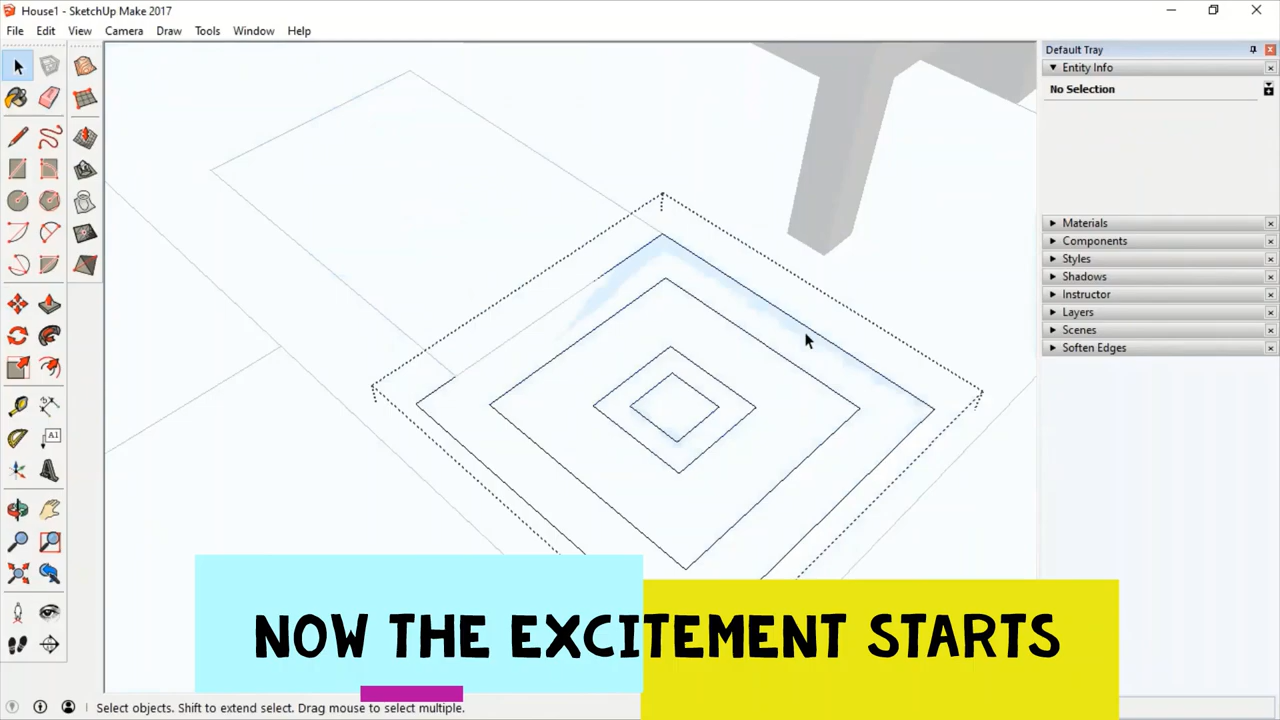 House1 - SketchUp Make 2017
File Edit View Camera Draw Tools Window Help
Default Tray
Entity Info
No Selection
A1
Materials
Components
Styles
Shadows
Instructor
Layers
Scenes
Soften Edges
NOW THE EXCITEMENT STARTS
Select objects. Shift to extend select. Drag mouse to select multiple.